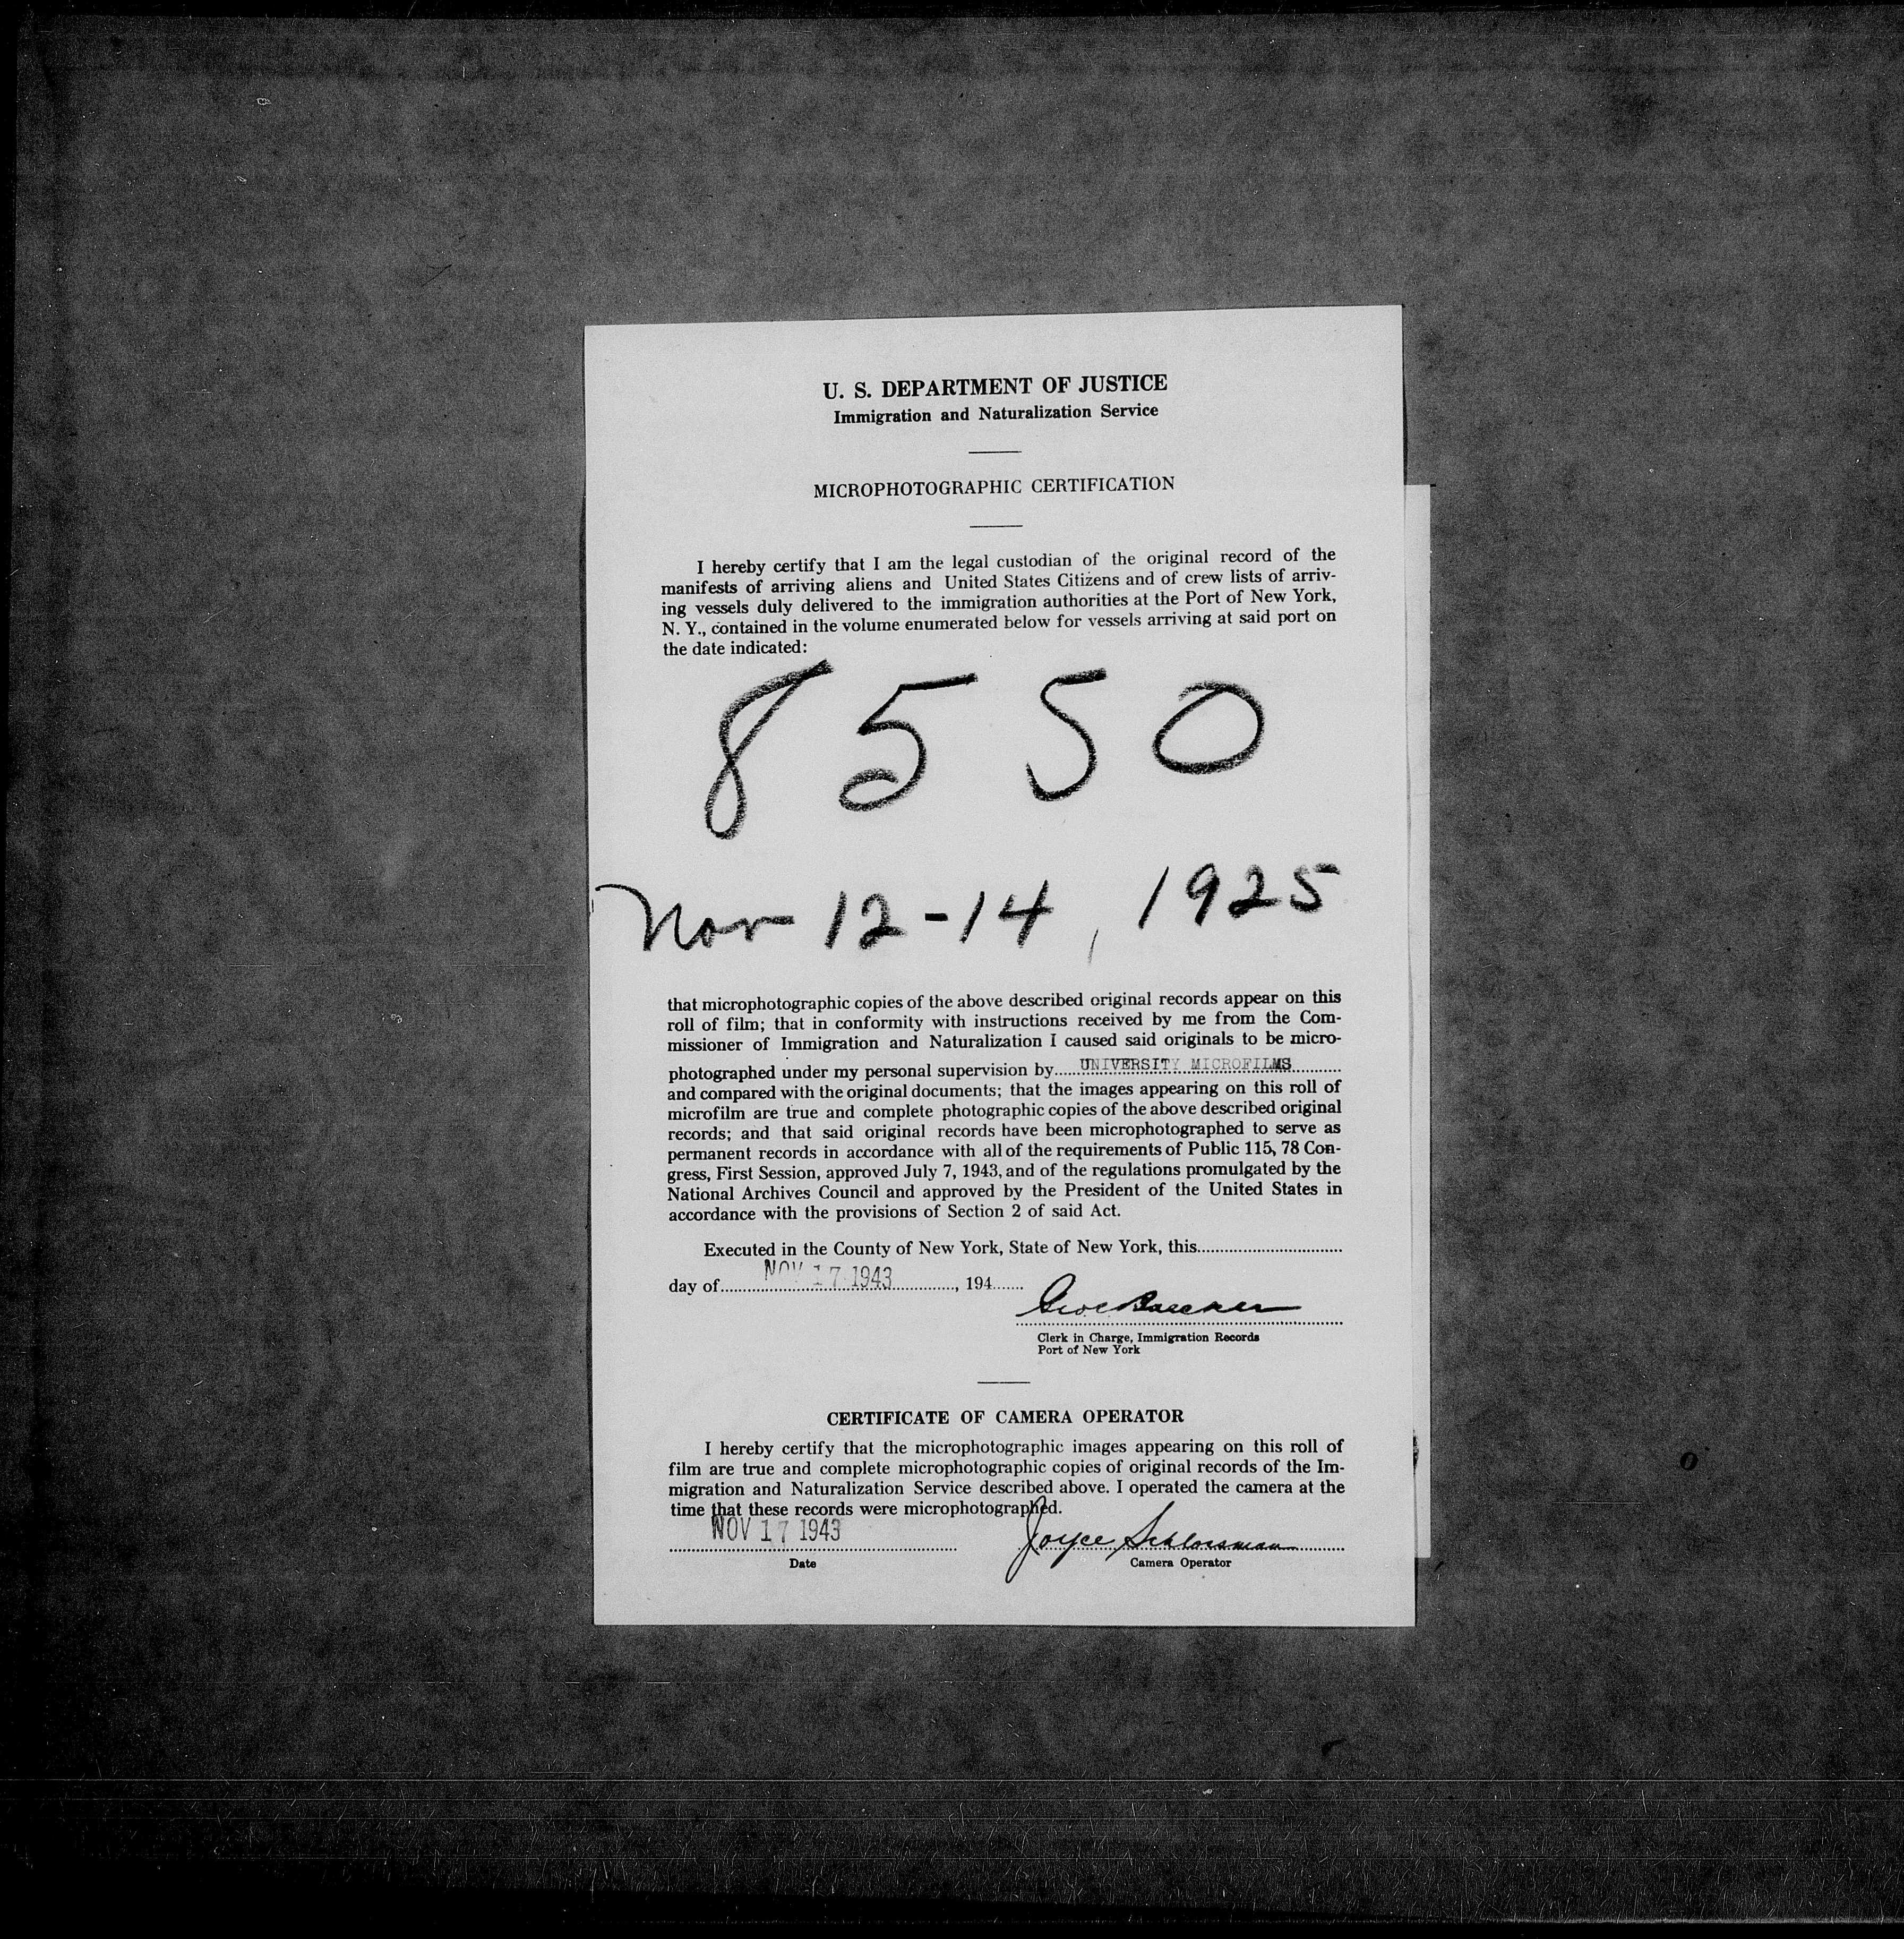 U. S. DEPARTMENT OF JUSTICE
Immigration and Naturalization Service
MICROPHOTOGRAPHIC CERTIFICATION
I hereby certify that I am the legal custodian of the original record of the
manifests of arriving aliens and United States Citizens and of crew lists of arriv-
ing vessels duly delivered to the immigration authorities at the Port of New York,
N. Y., contained in the volume enumerated below for vessels arriving at said port on
the date indicated:
8550
Nov 12-14, 1925
that microphotographic copies of the above described original records appear on this
roll of film; that in conformity with instructions received by me from the Com-
missioner of Immigration and Naturalization I caused said originals to be micro-
photographed under my personal supervision by UNIVERSITY MICROFILMS
and compared with the original documents; that the images appearing on this roll of
microfilm are true and complete photographic copies of the above described original
records; and that said original records have been microphotographed to serve as
permanent records in accordance with all of the requirements of Public 115, 78 Con-
gress, First Session, approved July 7, 1943, and of the regulations promulgated by the
National Archives Council and approved by the President of the United States in
accordance with the provisions of Section 2 of said Act.
Executed in the County of New York, State of New York, this
day of NOV 17 1943, 194
Clerk in Charge, Immigration Records
Port of New York
CERTIFICATE OF CAMERA OPERATOR
I hereby certify that the microphotographic images appearing on this roll of
film are true and complete microphotographic copies of original records of the Im-
migration and Naturalization Service described above. I operated the camera at the
time that these records were microphotographed.
NOV 17 1943 Joyce Schlossman
Date Camera Operator